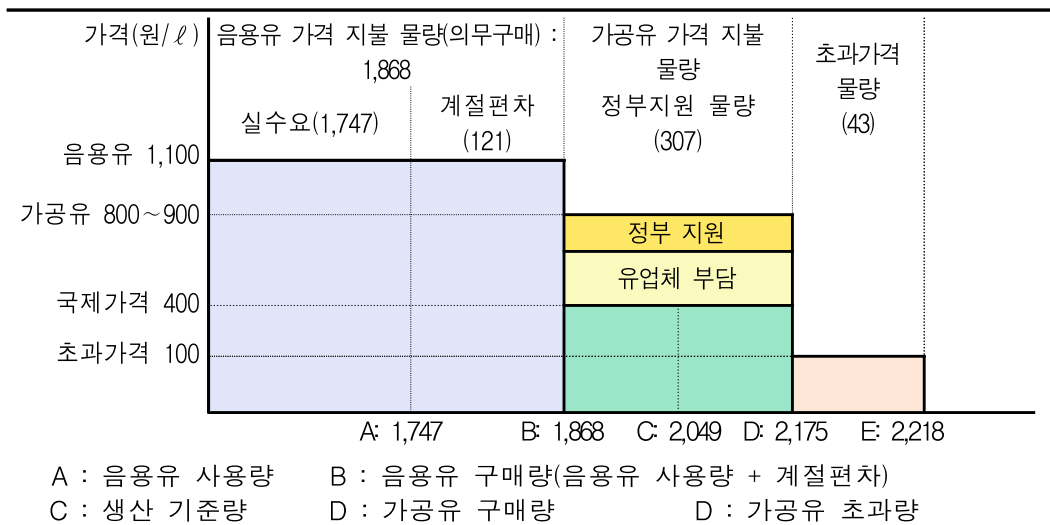 가격(원/ℓ)
음용유 가격 지불 물량(의무구매) :
1,868
가공유 가격 지불
물량
정부지원 물량
(307)
초과가격
물량
(43)
실수요(1,747)
계절편차
(121)
음용유 1,100
가공유 800~900
국제가격 400
초과가격 100
정부 지원
유업체 부담
A: 1,747
B: 1,868
C: 2,049
D: 2,175
E: 2,218
A : 음용유 사용량
B : 음용유 구매량(음용유 사용량 + 계절편차)
C : 생산 기준량
D : 가공유 구매량
D : 가공유 초과량